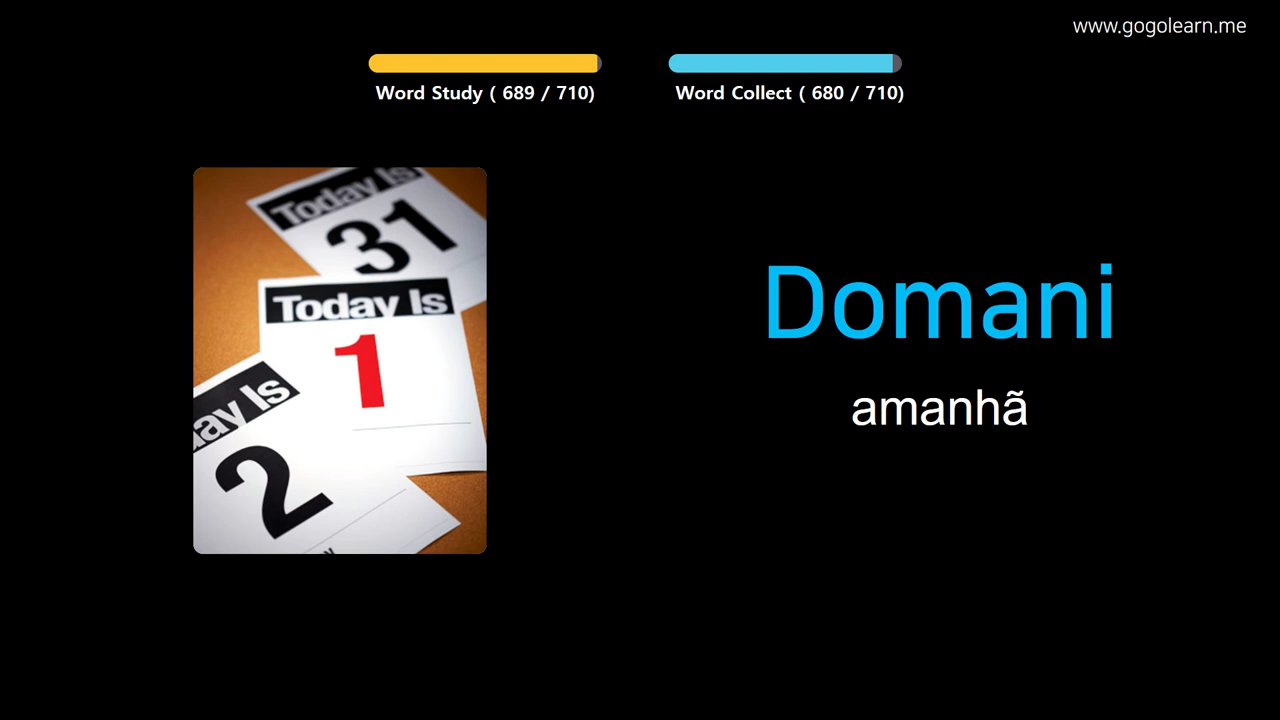 www.gogolearn.me
Word Study ( 689 / 710)
Word Collect ( 680 / 710)
Today Is
31
Today Is
1
day Is
2
Domani
amanhã